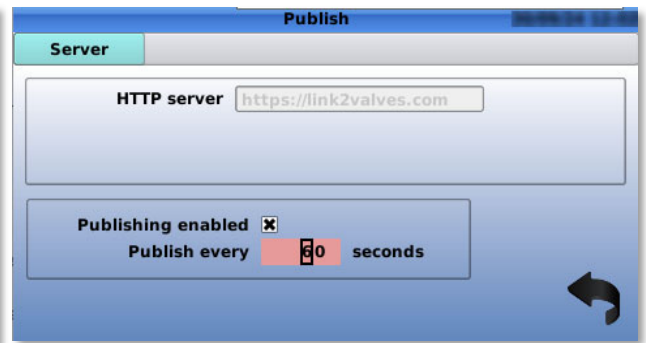 Publish
Server
HTTP server https://link2valves.com
Publishing enabled
Publish every 60 seconds